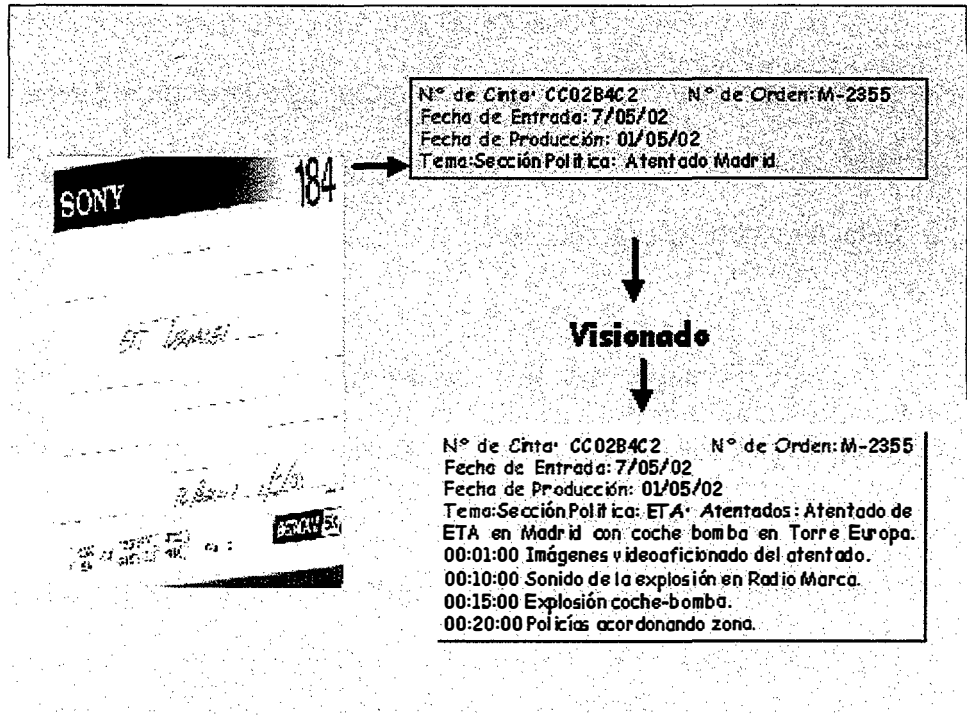 SONY
184
Nº de Cinta: CC02B4C2 N.º de Orden: M-2355
Fecha de Entrada: 7/05/02
Fecha de Producción: 01/05/02
Tema: Sección Política: Atentado Madrid.
Visionado
Nº de Cinta: CC02B4C2 Nº de Orden: M-2355
Fecha de Entrada: 7/05/02
Fecha de Producción: 01/05/02
Tema: Sección Política: ETA: Atentados: Atentado de
ETA en Madrid con coche bomba en Torre Europa.
00:01:00 Imágenes videoaficionado del atentado.
00:10:00 Sonido de la explosión en Radio Marca.
00:15:00 Explosión coche-bomba.
00:20:00 Policías acordonando zona.